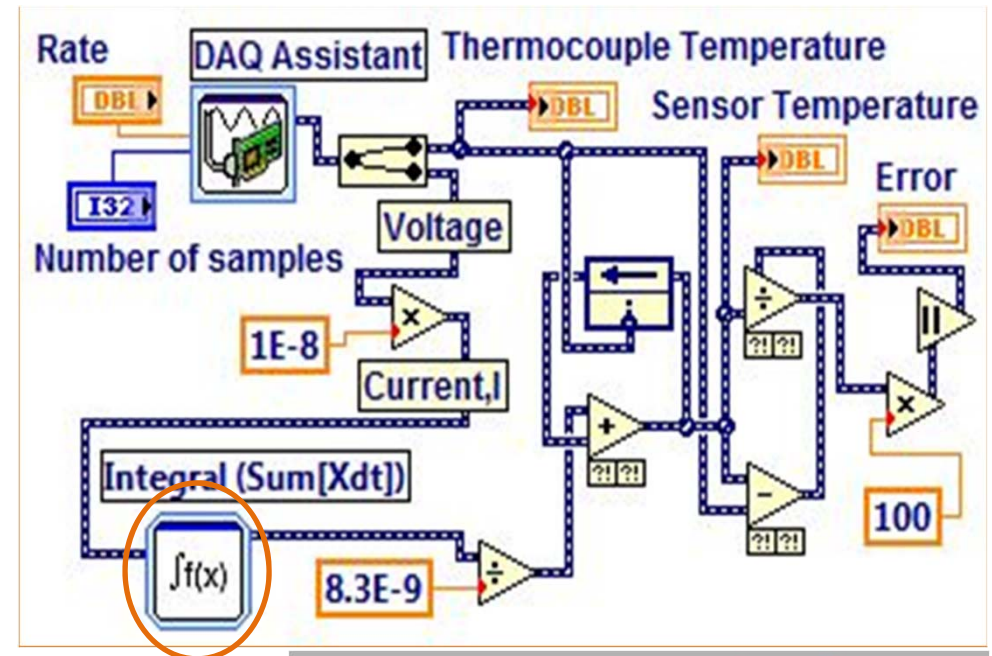 Rate
DAQ Assistant
Thermocouple Temperature
DBL
DBL
Sensor Temperature
DBL
I32
Error
DBL
Voltage
Number of samples
÷
?! ?!
||
×
1E-8
Current,I
×
+
?! ?!
Integral (Sum[Xdt])
−
100
?! ?!
∫f(x)
8.3E-9
÷